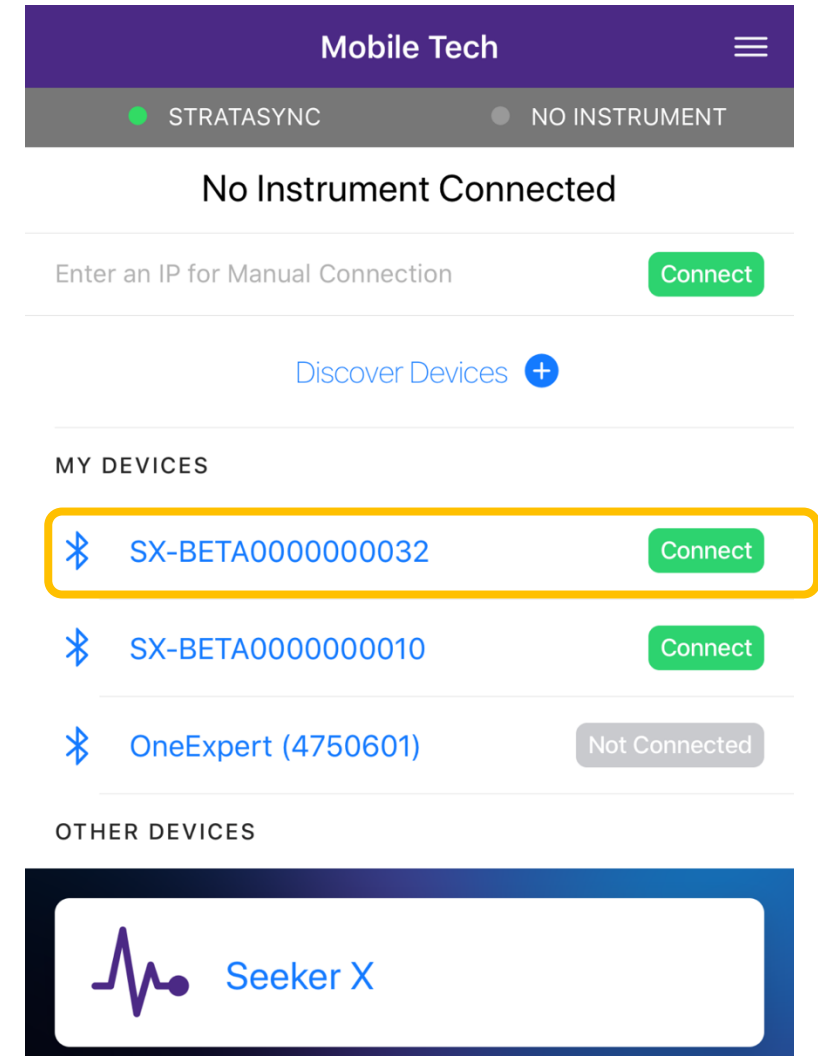 Mobile Tech
STRATASYNC NO INSTRUMENT
No Instrument Connected
Enter an IP for Manual Connection Connect
Discover Devices
MY DEVICES
SX-BETA0000000032 Connect
SX-BETA0000000010 Connect
OneExpert (4750601) Not Connected
OTHER DEVICES
Seeker X